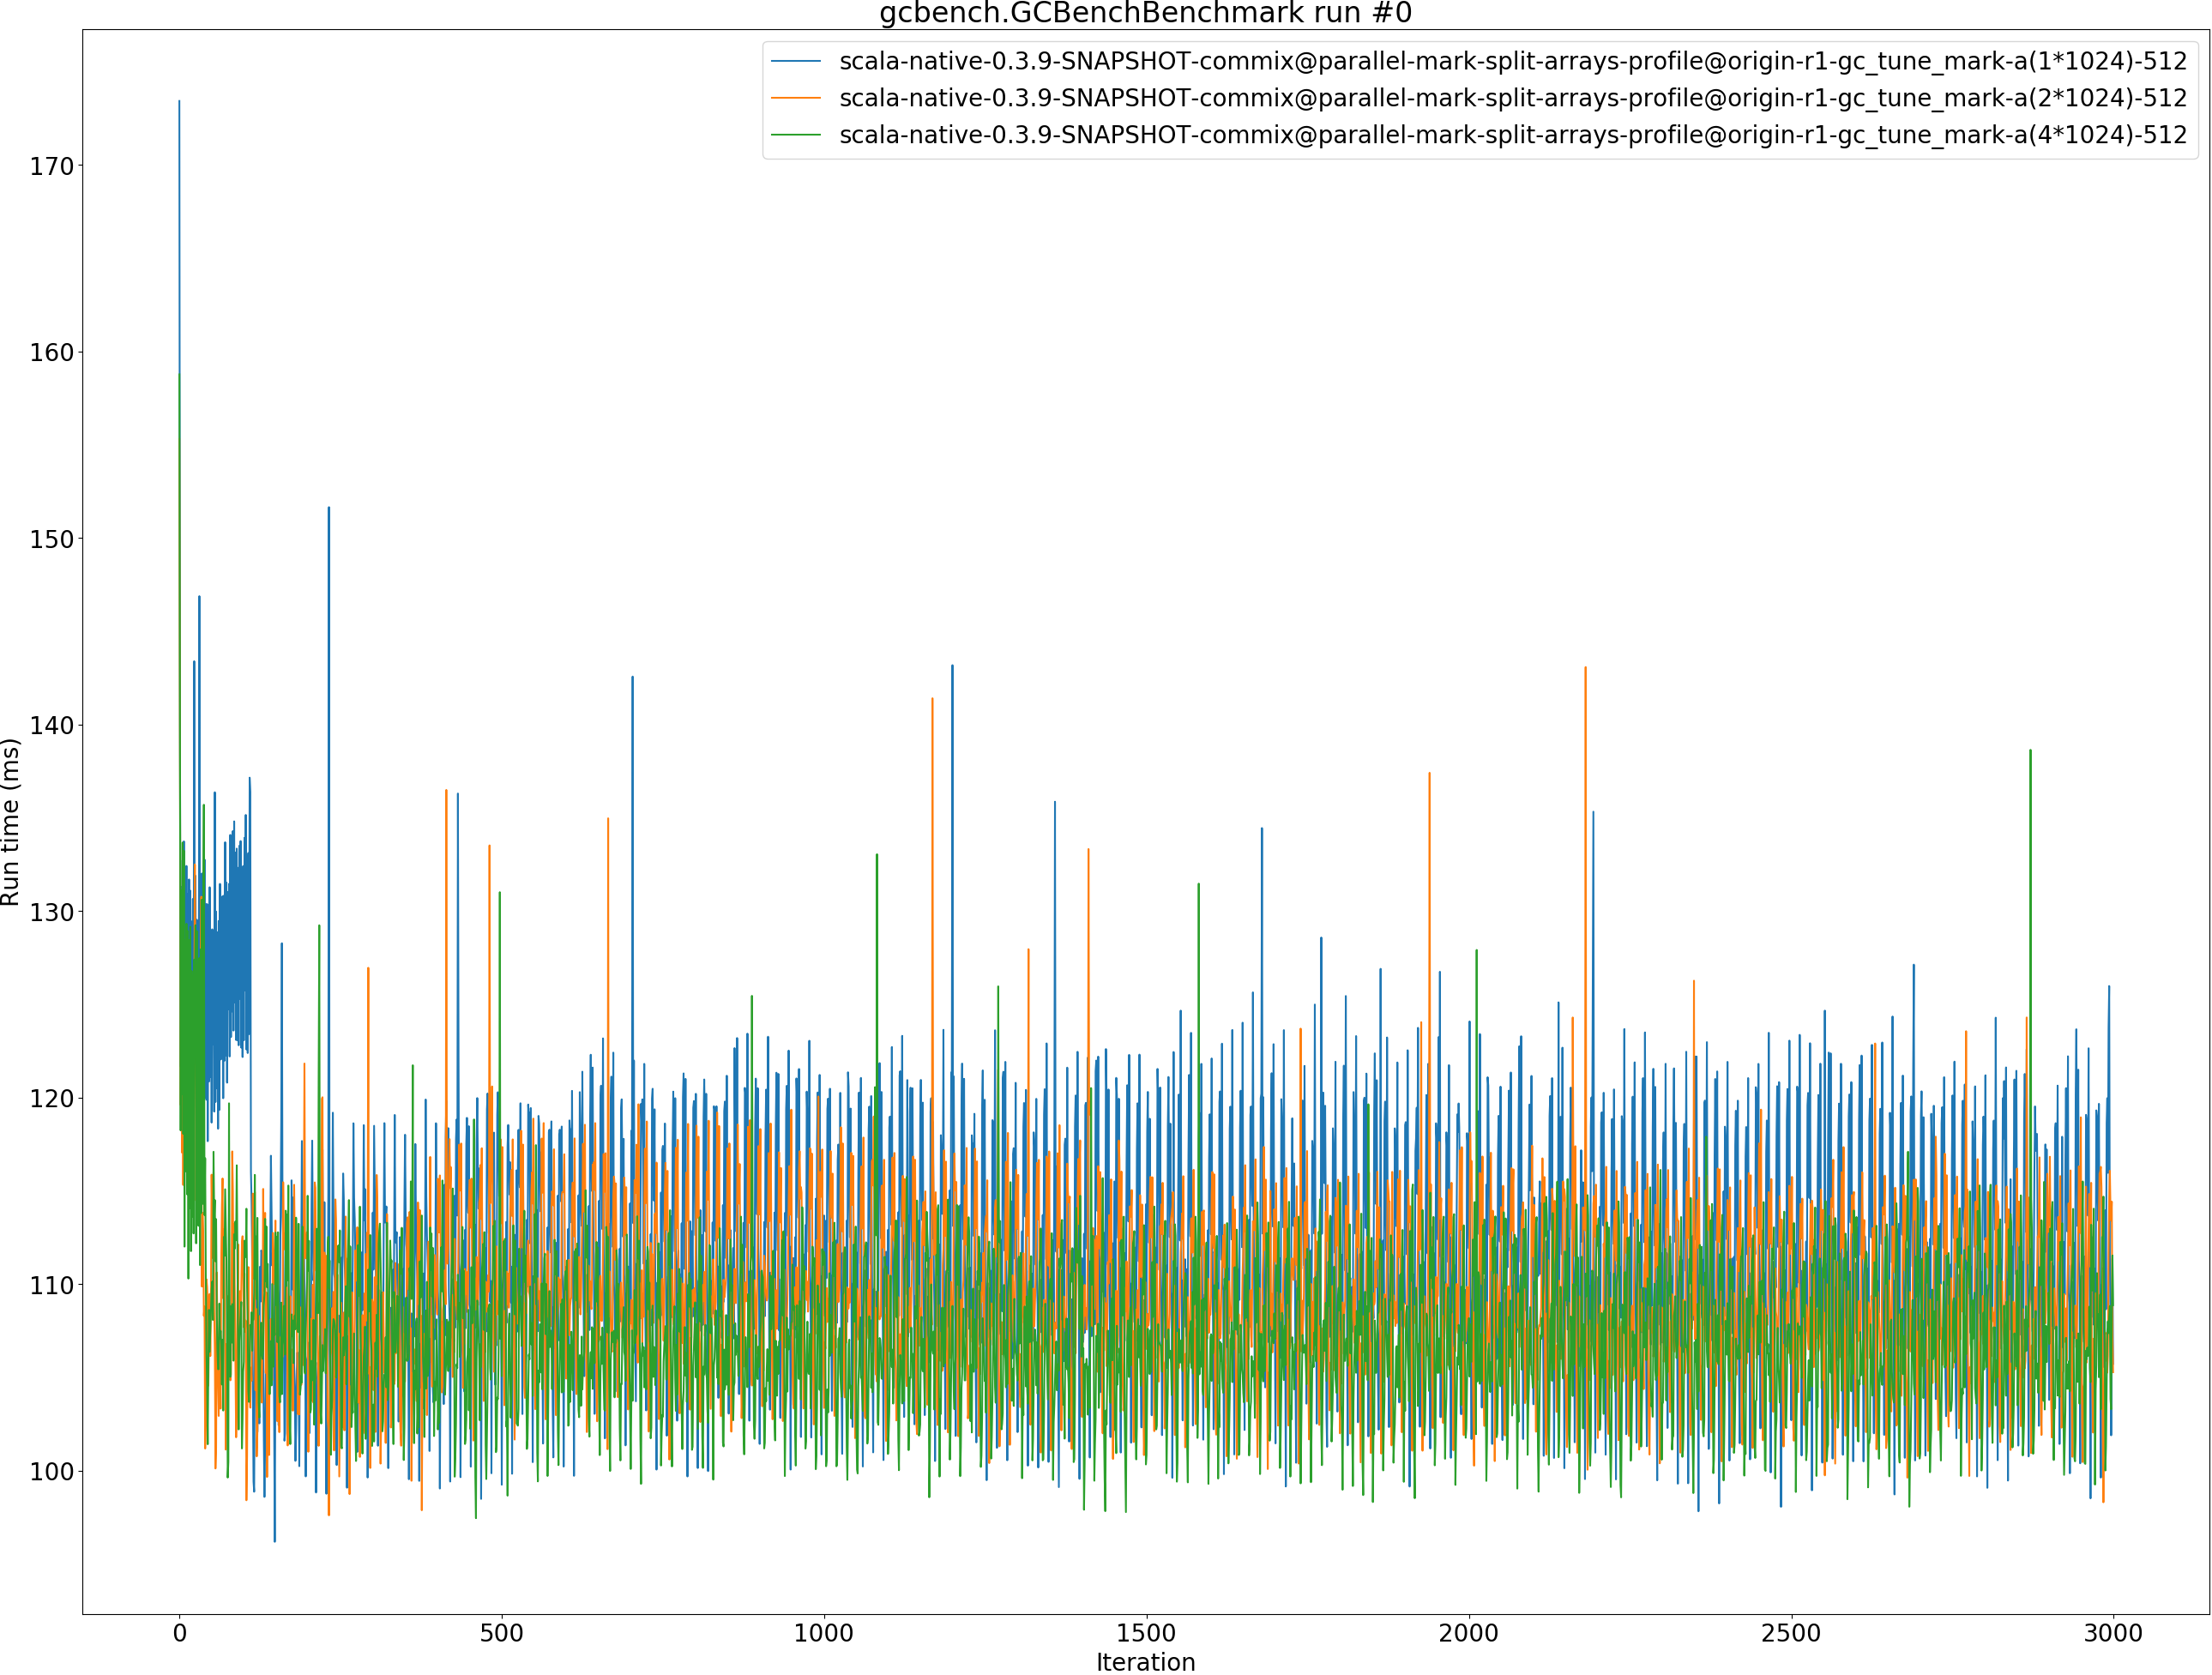 gcbench.GCBenchBenchmark run #0
scala-native-0.3.9-SNAPSHOT-commix@parallel-mark-split-arrays-profile@origin-r1-gc_tune_mark-a(1*1024)-512
scala-native-0.3.9-SNAPSHOT-commix@parallel-mark-split-arrays-profile@origin-r1-gc_tune_mark-a(2*1024)-512
scala-native-0.3.9-SNAPSHOT-commix@parallel-mark-split-arrays-profile@origin-r1-gc_tune_mark-a(4*1024)-512
170
160
150
140
130
120
110
100
Run time (ms)
0 500 1000 1500 2000 2500 3000
Iteration